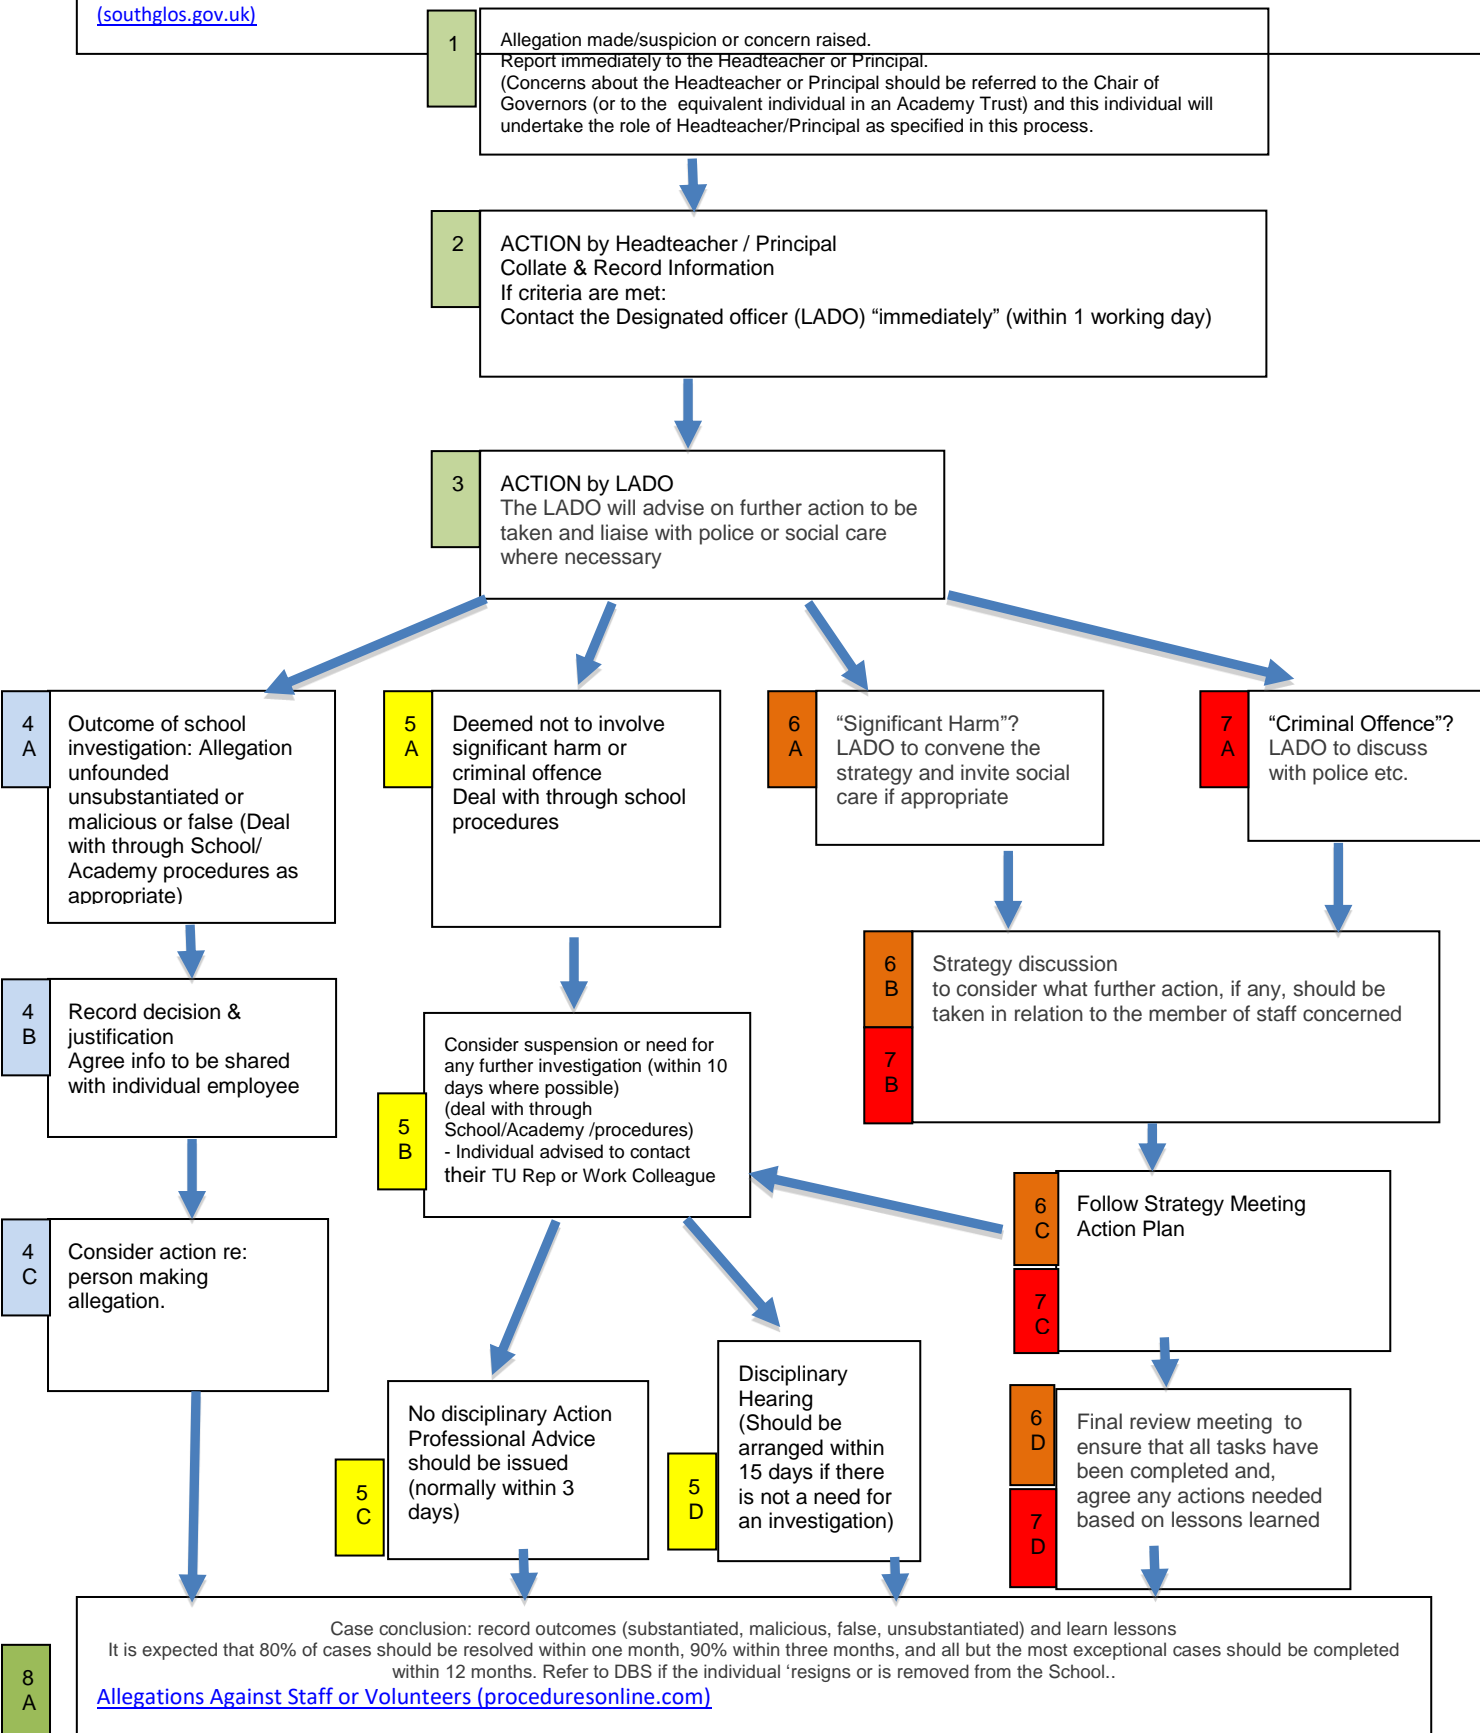 (southglos.gov.uk)
1
Allegation made/suspicion or concern raised.
Report immediately to the Headteacher or Principal.
(Concerns about the Headteacher or Principal should be referred to the Chair of
Governors (or to the equivalent individual in an Academy Trust) and this individual will
undertake the role of Headteacher/Principal as specified in this process.
2
ACTION by Headteacher / Principal
Collate & Record Information
If criteria are met:
Contact the Designated officer (LADO) “immediately” (within 1 working day)
3
ACTION by LADO
The LADO will advise on further action to be
taken and liaise with police or social care
where necessary
4
A
Outcome of school
investigation: Allegation
unfounded
unsubstantiated or
malicious or false (Deal
with through School/
Academy procedures as
appropriate)
5
A
Deemed not to involve
significant harm or
criminal offence
Deal with through school
procedures
6
A
“Significant Harm”?
LADO to convene the
strategy and invite social
care if appropriate
7
A
“Criminal Offence”?
LADO to discuss
with police etc.
4
B
Record decision &
justification
Agree info to be shared
with individual employee
5
B
Consider suspension or need for
any further investigation (within 10
days where possible)
(deal with through
School/Academy /procedures)
- Individual advised to contact
their TU Rep or Work Colleague
6
B
7
B
Strategy discussion
to consider what further action, if any, should be
taken in relation to the member of staff concerned
4
C
Consider action re:
person making
allegation.
6
C
7
C
Follow Strategy Meeting
Action Plan
5
C
No disciplinary Action
Professional Advice
should be issued
(normally within 3
days)
5
D
Disciplinary
Hearing
(Should be
arranged within
15 days if there
is not a need for
an investigation)
6
D
7
D
Final review meeting to
ensure that all tasks have
been completed and,
agree any actions needed
based on lessons learned
8
A
Case conclusion: record outcomes (substantiated, malicious, false, unsubstantiated) and learn lessons
It is expected that 80% of cases should be resolved within one month, 90% within three months, and all but the most exceptional cases should be completed
within 12 months. Refer to DBS if the individual ‘resigns or is removed from the School..
Allegations Against Staff or Volunteers (proceduresonline.com)